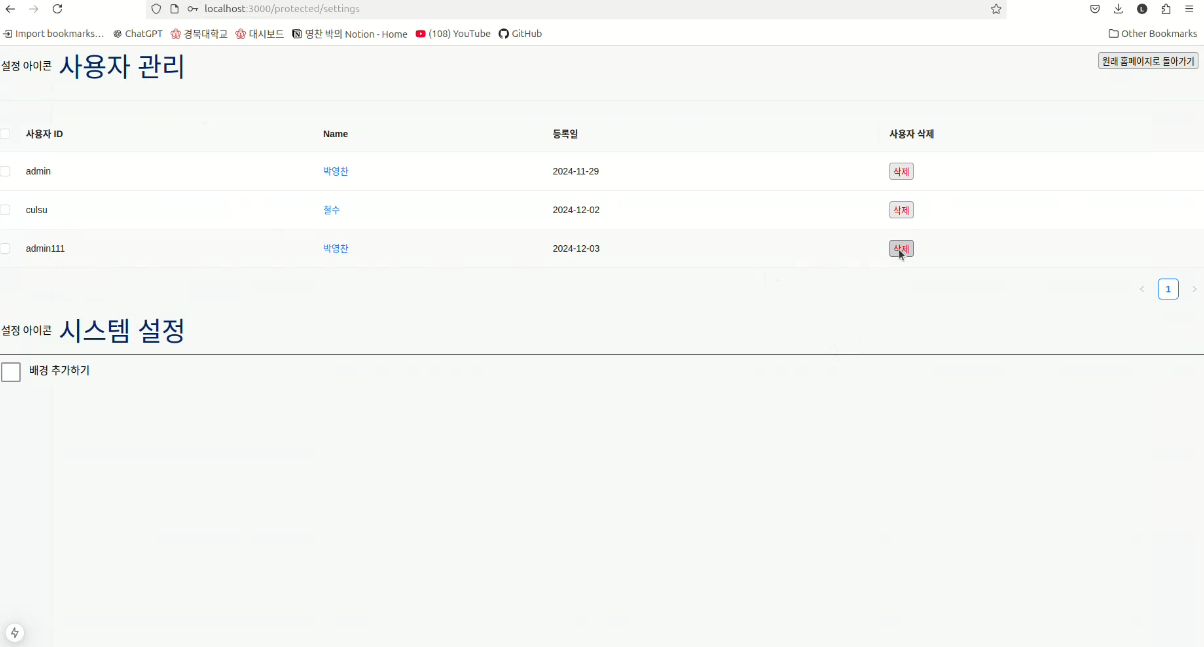 localhost:3000/protected/settings
Import bookmarks... ChatGPT 경북대학교 대시보드 영찬 박의 Notion - Home (108) YouTube GitHub Other Bookmarks
설정 아이콘 사용자 관리 원래 홈페이지로 돌아가기
사용자 ID Name 등록일 사용자 삭제
admin 박영찬 2024-11-29 삭제
culsu 철수 2024-12-02 삭제
admin111 박영찬 2024-12-03 삭제
1
설정 아이콘 시스템 설정
배경 추가하기